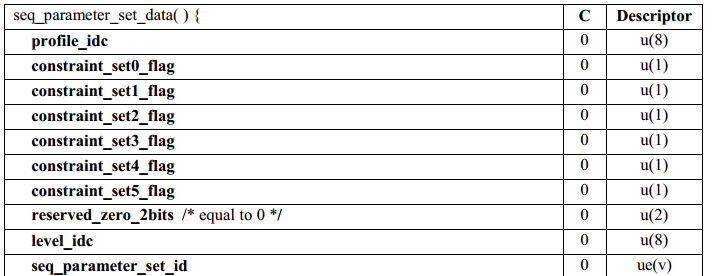 seq_parameter_set_data( ) { C Descriptor
profile_idc 0 u(8)
constraint_set0_flag 0 u(1)
constraint_set1_flag 0 u(1)
constraint_set2_flag 0 u(1)
constraint_set3_flag 0 u(1)
constraint_set4_flag 0 u(1)
constraint_set5_flag 0 u(1)
reserved_zero_2bits /* equal to 0 */ 0 u(2)
level_idc 0 u(8)
seq_parameter_set_id 0 ue(v)